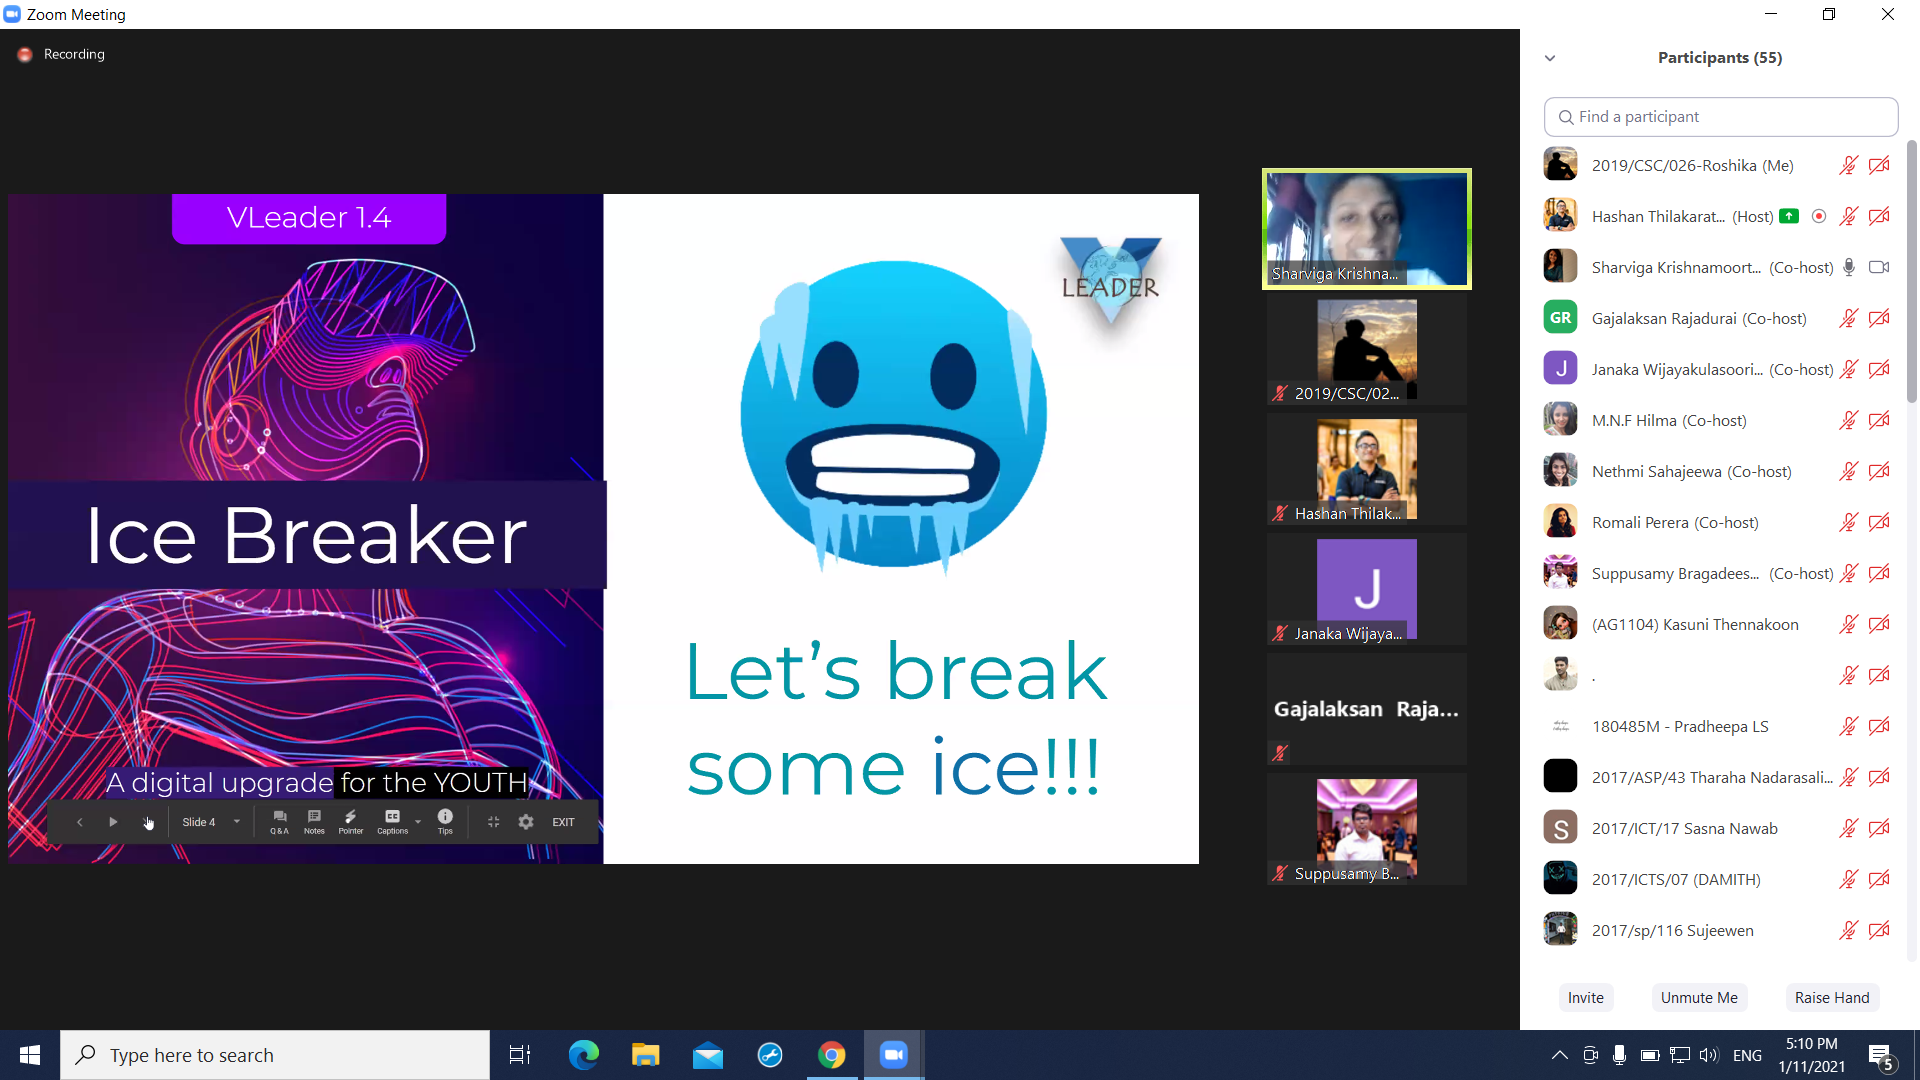 Zoom Meeting
Recording
VLeader 1.4
Ice Breaker
A digital upgrade for the YOUTH
Slide 4
Q & A
Notes
Pointer
Captions
Tips
EXIT
LEADER
Let's break
some ice!!!
Sharviga Krishna...
2019/CSC/02...
Hashan Thilak...
J
Janaka Wijaya...
Gajalaksan Raja...
Suppusamy B...
Participants (55)
Find a participant
2019/CSC/026-Roshika (Me)
Hashan Thilakarat... (Host)
Sharviga Krishnamoort... (Co-host)
GR Gajalaksan Rajadurai (Co-host)
J Janaka Wijayakulasoori... (Co-host)
M.N.F Hilma (Co-host)
Nethmi Sahajeewa (Co-host)
Romali Perera (Co-host)
Suppusamy Bragadees... (Co-host)
(AG1104) Kasuni Thennakoon
.
180485M - Pradheepa LS
2017/ASP/43 Tharaha Nadarasali...
S 2017/ICT/17 Sasna Nawab
2017/ICTS/07 (DAMITH)
2017/sp/116 Sujeewen
Invite
Unmute Me
Raise Hand
Type here to search
ENG
5:10 PM
1/11/2021
5